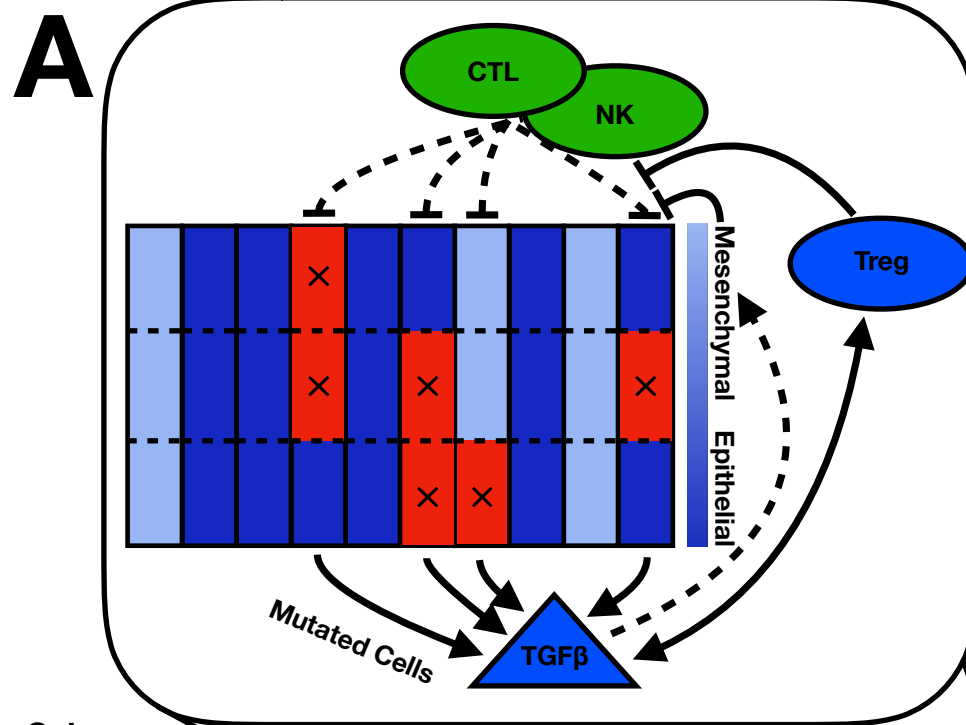 A
CTL
NK
Treg
Mesenchymal
Epithelial
Mutated Cells
TGFβ